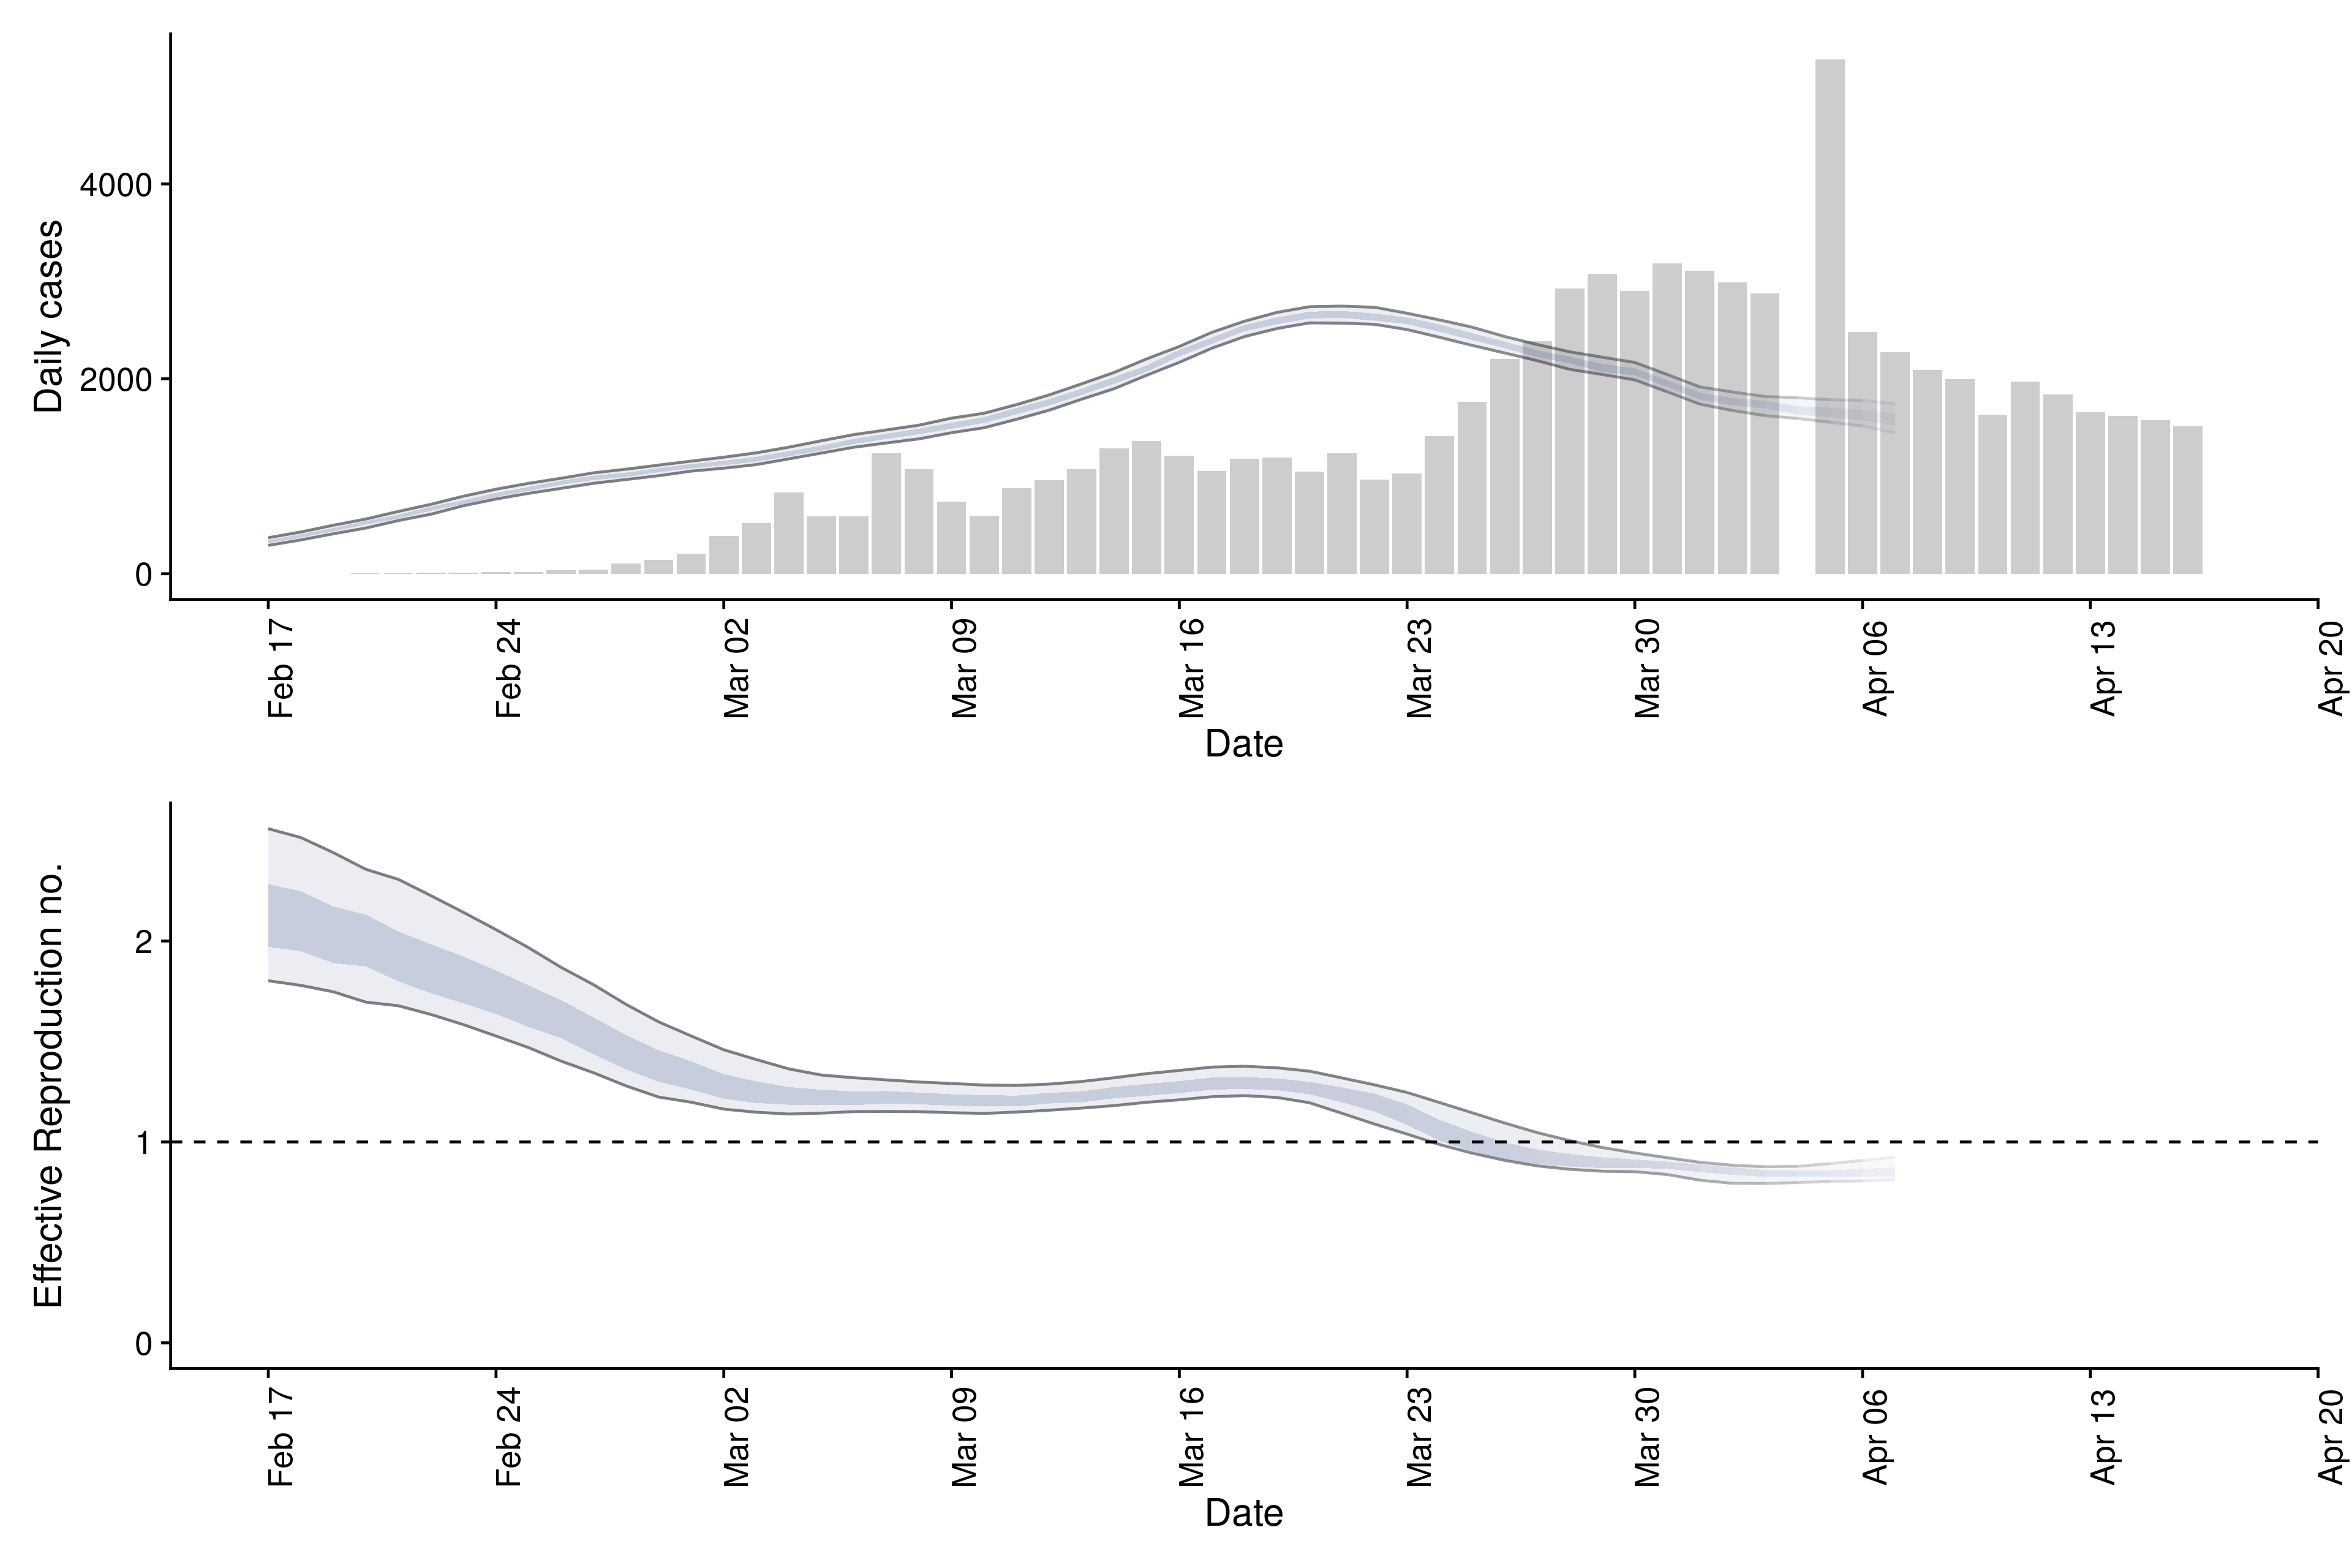 Daily cases
4000
2000
0
Feb 17
Feb 24
Mar 02
Mar 09
Mar 16
Mar 23
Mar 30
Apr 06
Apr 13
Apr 20
Date
Effective Reproduction no.
2
1
0
Feb 17
Feb 24
Mar 02
Mar 09
Mar 16
Mar 23
Mar 30
Apr 06
Apr 13
Apr 20
Date